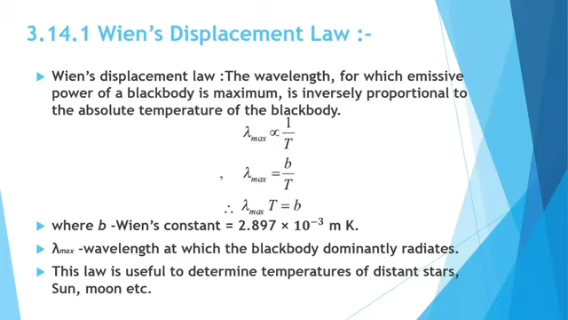 3.14.1 Wien's Displacement Law :-
Wien's displacement law :The wavelength, for which emissive
power of a blackbody is maximum, is inversely proportional to
the absolute temperature of the blackbody.
λmax ∝ 1/T
, λmax = b/T
∴ λmax T = b
where b -Wien's constant = 2.897 × 10⁻³ m K.
λmax -wavelength at which the blackbody dominantly radiates.
This law is useful to determine temperatures of distant stars,
Sun, moon etc.